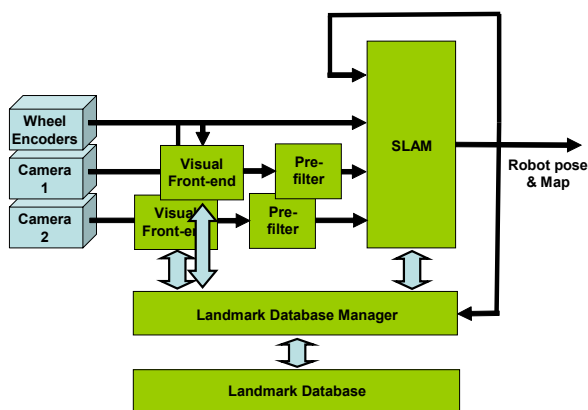 Wheel
Encoders
Camera
1
Camera
2
Visual
Front-end
Pre-
filter
Visual
Front-end
Pre-
filter
SLAM
Robot pose
& Map
Landmark Database Manager
Landmark Database